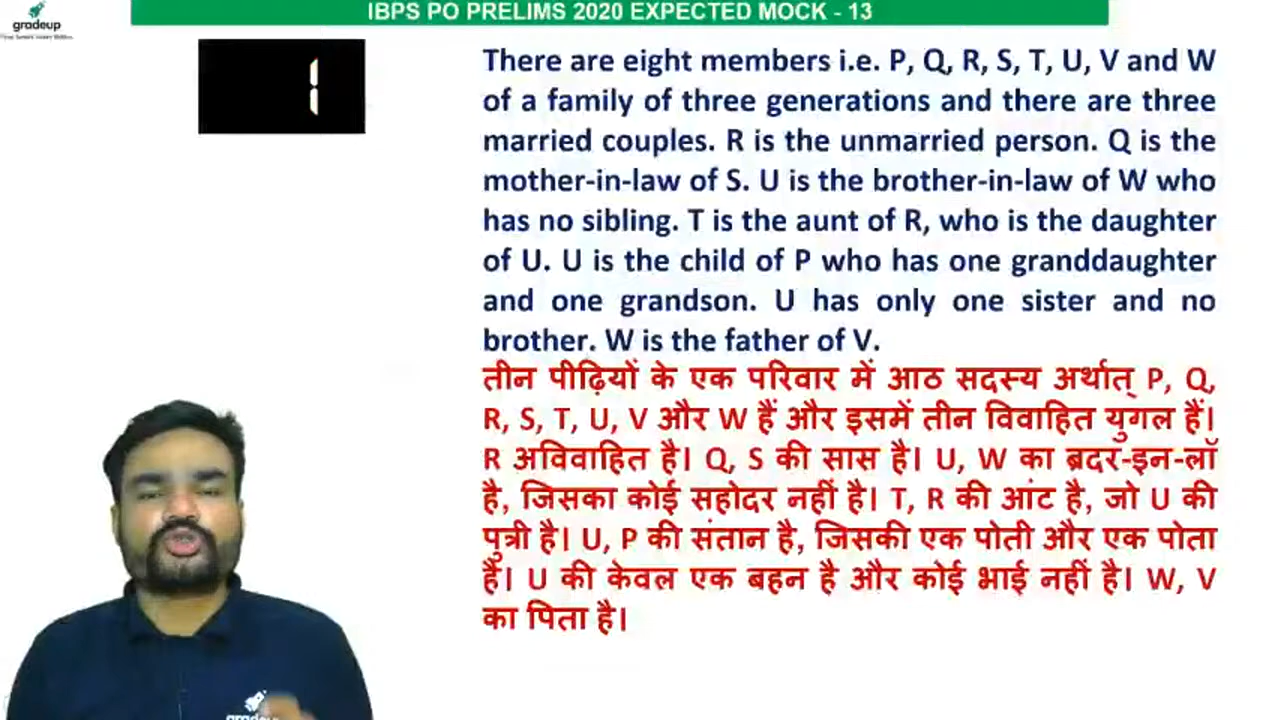 gradeup
IBPS PO PRELIMS 2020 EXPECTED MOCK - 13
1
There are eight members i.e. P, Q, R, S, T, U, V and W
of a family of three generations and there are three
married couples. R is the unmarried person. Q is the
mother-in-law of S. U is the brother-in-law of W who
has no sibling. T is the aunt of R, who is the daughter
of U. U is the child of P who has one granddaughter
and one grandson. U has only one sister and no
brother. W is the father of V.
तीन पीढ़ियों के एक परिवार में आठ सदस्य अर्थात् P, Q,
R, S, T, U, V और W हैं और इसमें तीन विवाहित युगल हैं।
R अविवाहित है। Q, S की सास है। U, W का ब्रदर-इन-लॉ
है, जिसका कोई सहोदर नहीं है। T, R की आंट है, जो U की
पुत्री है। U, P की संतान है, जिसकी एक पोती और एक पोता
है। U की केवल एक बहन है और कोई भाई नहीं है। W, V
का पिता है।
gradeup